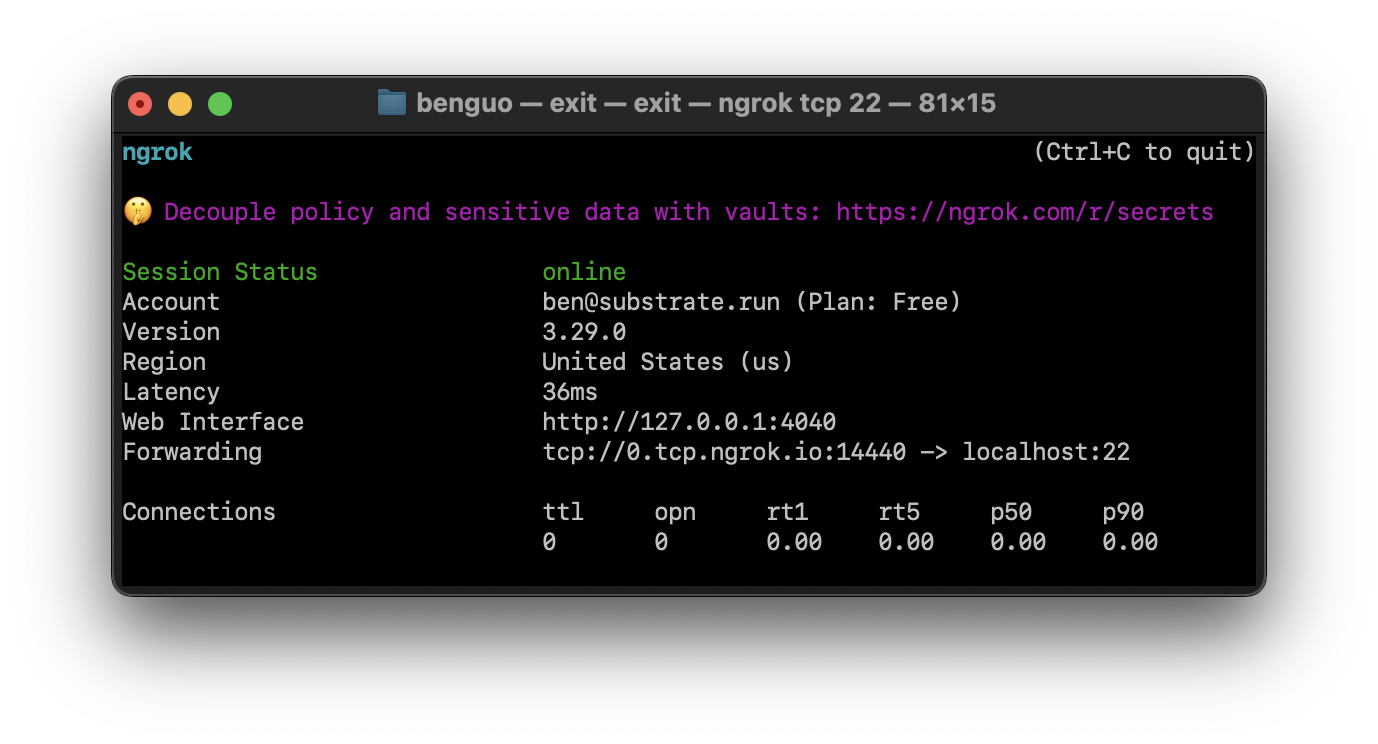 benguo — exit — exit — ngrok tcp 22 — 81×15
ngrok (Ctrl+C to quit)
🤫 Decouple policy and sensitive data with vaults: https://ngrok.com/r/secrets
Session Status online
Account ben@substrate.run (Plan: Free)
Version 3.29.0
Region United States (us)
Latency 36ms
Web Interface http://127.0.0.1:4040
Forwarding tcp://0.tcp.ngrok.io:14440 -> localhost:22
Connections ttl opn rt1 rt5 p50 p90
0 0 0.00 0.00 0.00 0.00